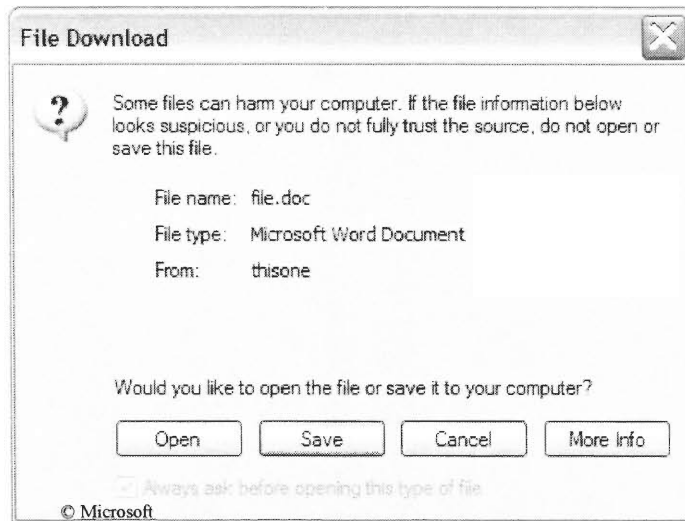 File Download
Some files can harm your computer. If the file information below
looks suspicious, or you do not fully trust the source, do not open or
save this file.
File name: file.doc
File type: Microsoft Word Document
From: thisone
Would you like to open the file or save it to your computer?
Open Save Cancel More Info
Always ask before opening this type of file
© Microsoft